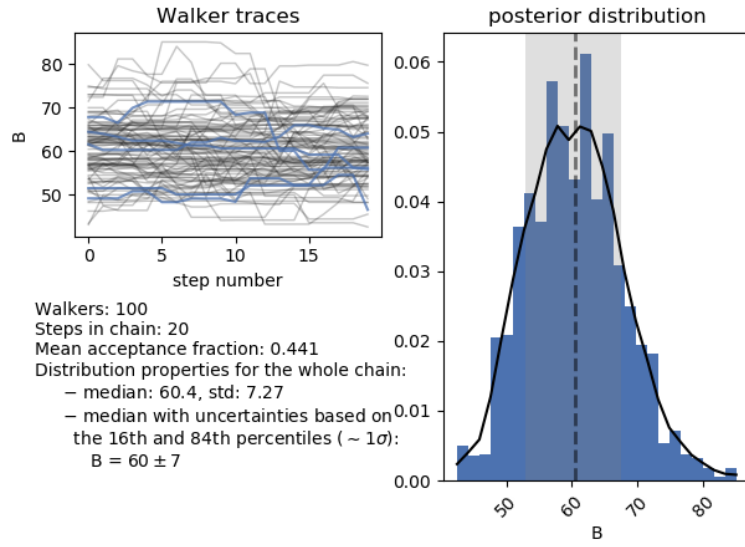 Walker traces
B
80
70
60
50
0 5 10 15
step number
Walkers: 100
Steps in chain: 20
Mean acceptance fraction: 0.441
Distribution properties for the whole chain:
− median: 60.4, std: 7.27
− median with uncertainties based on
the 16th and 84th percentiles (∼ 1σ):
B = 60 ± 7
posterior distribution
0.06
0.05
0.04
0.03
0.02
0.01
0.00
50 60 70 80
B